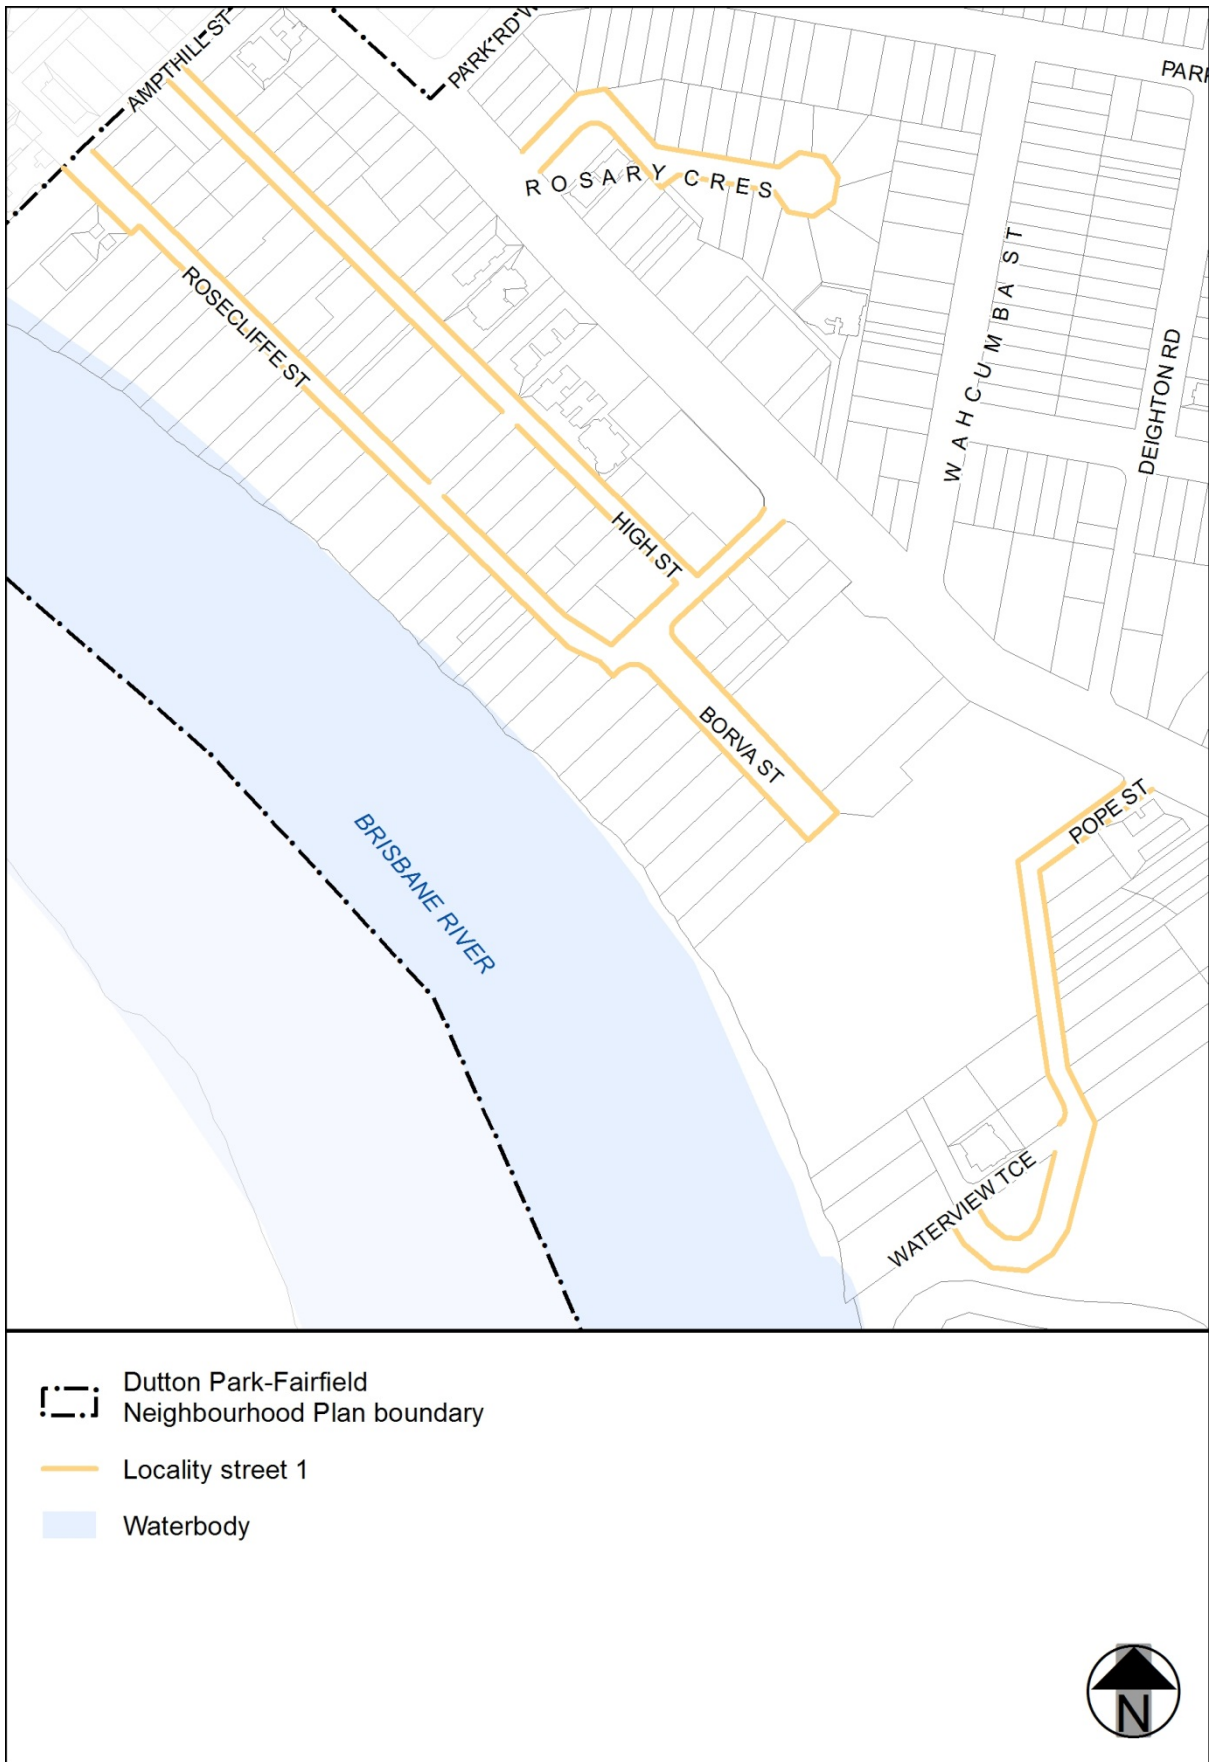 AMPTHILL ST
PARK RD W
PARK
ROSARY CRES
WAHCUMBA ST
DEIGHTON RD
ROSECLIFFE ST
HIGH ST
BORVA ST
POPE ST
BRISBANE RIVER
WATERVIEW TCE
Dutton Park-Fairfield
Neighbourhood Plan boundary
Locality street 1
Waterbody
N